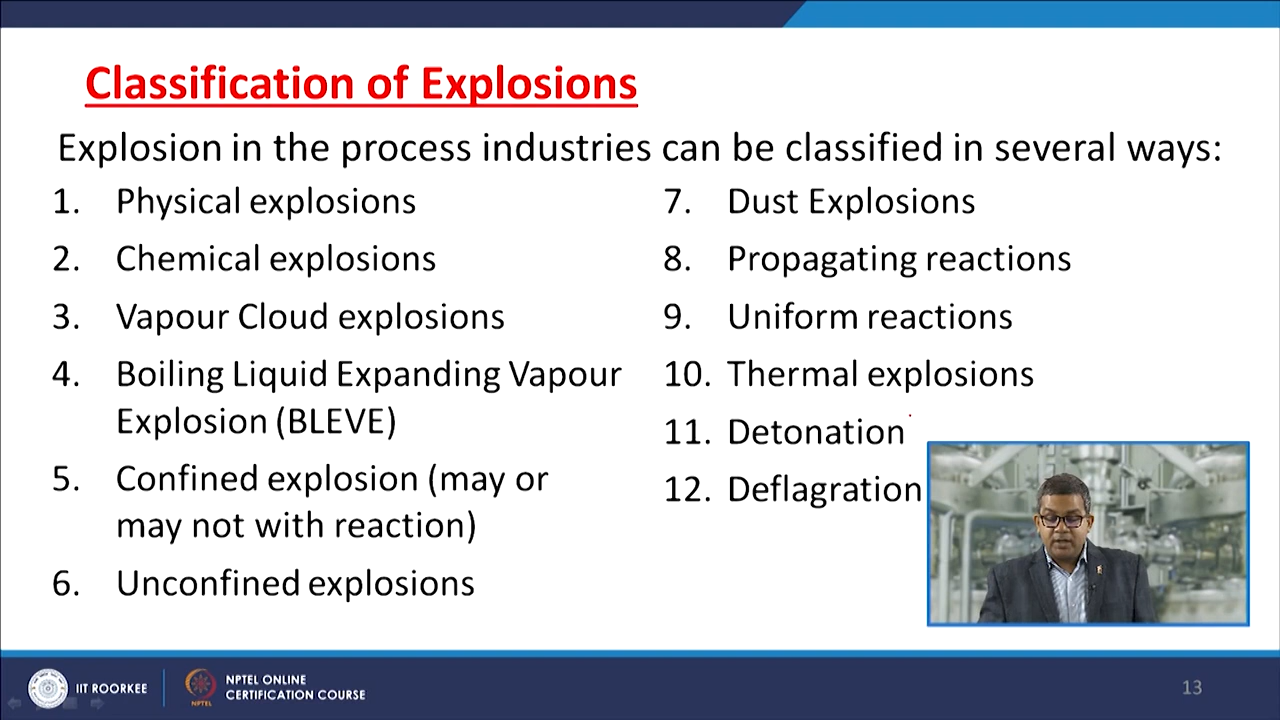 Classification of Explosions
Explosion in the process industries can be classified in several ways:
1. Physical explosions
2. Chemical explosions
3. Vapour Cloud explosions
4. Boiling Liquid Expanding Vapour
Explosion (BLEVE)
5. Confined explosion (may or
may not with reaction)
6. Unconfined explosions
7. Dust Explosions
8. Propagating reactions
9. Uniform reactions
10. Thermal explosions
11. Detonation
12. Deflagration
IIT ROORKEE
NPTEL
NPTEL ONLINE
CERTIFICATION COURSE
13